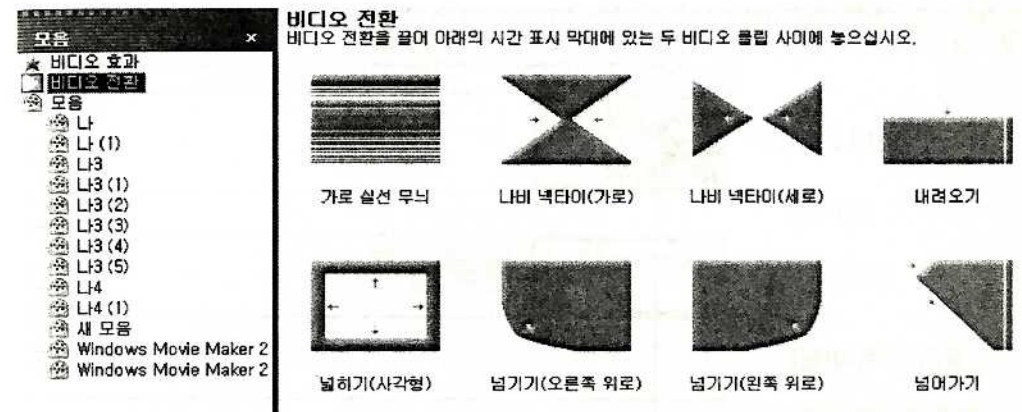 모음 ×
비디오 효과
비디오 전환
모음
나
나 (1)
나3
나3 (1)
나3 (2)
나3 (3)
나3 (4)
나3 (5)
나4
나4 (1)
새 모음
Windows Movie Maker 2
Windows Movie Maker 2
비디오 전환
비디오 전환을 끌어 아래의 시간 표시 막대에 있는 두 비디오 클립 사이에 놓으십시오.
가로 실선 무늬
나비 넥타이(가로)
나비 넥타이(세로)
내려오기
넓히기(사각형)
넘기기(오른쪽 위로)
넘기기(왼쪽 위로)
넘어가기